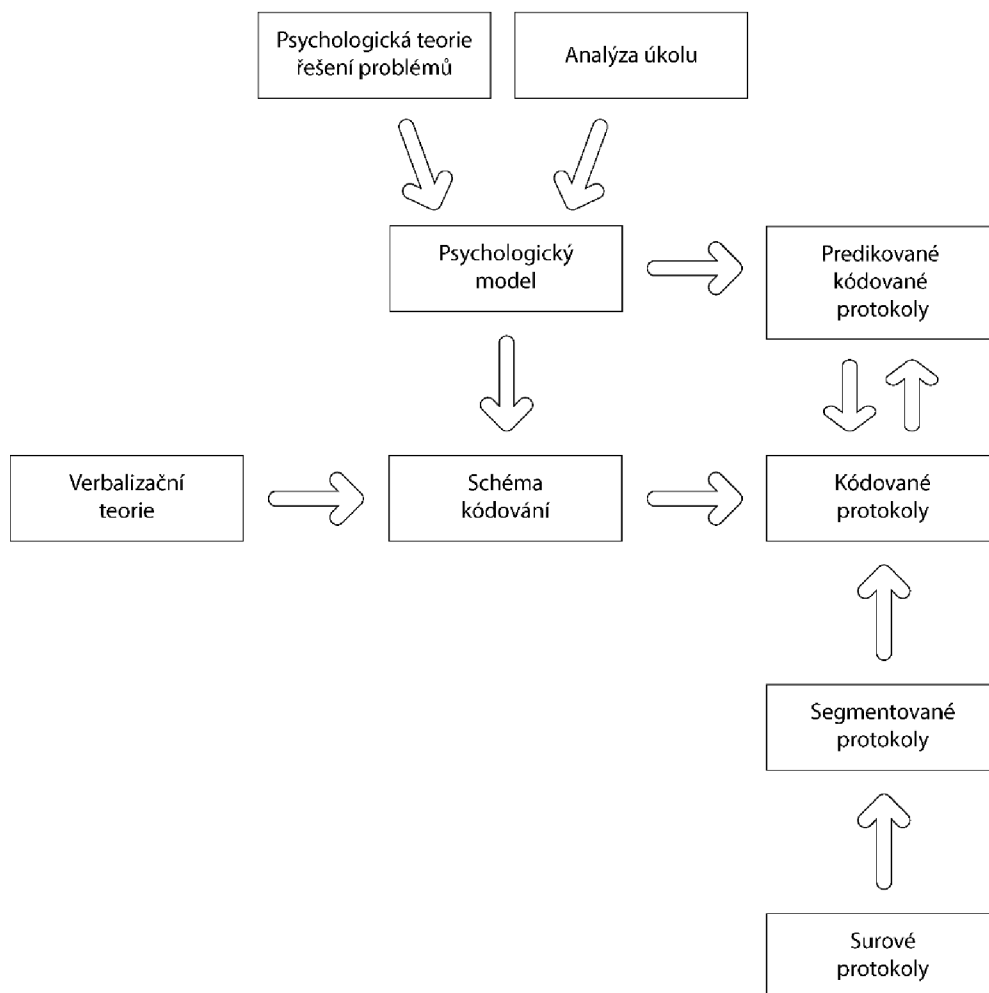 Psychologická teorie
řešení problémů
Analýza úkolu
Psychologický
model
Predikované
kódované
protokoly
Verbalizační
teorie
Schéma
kódování
Kódované
protokoly
Segmentované
protokoly
Surové
protokoly